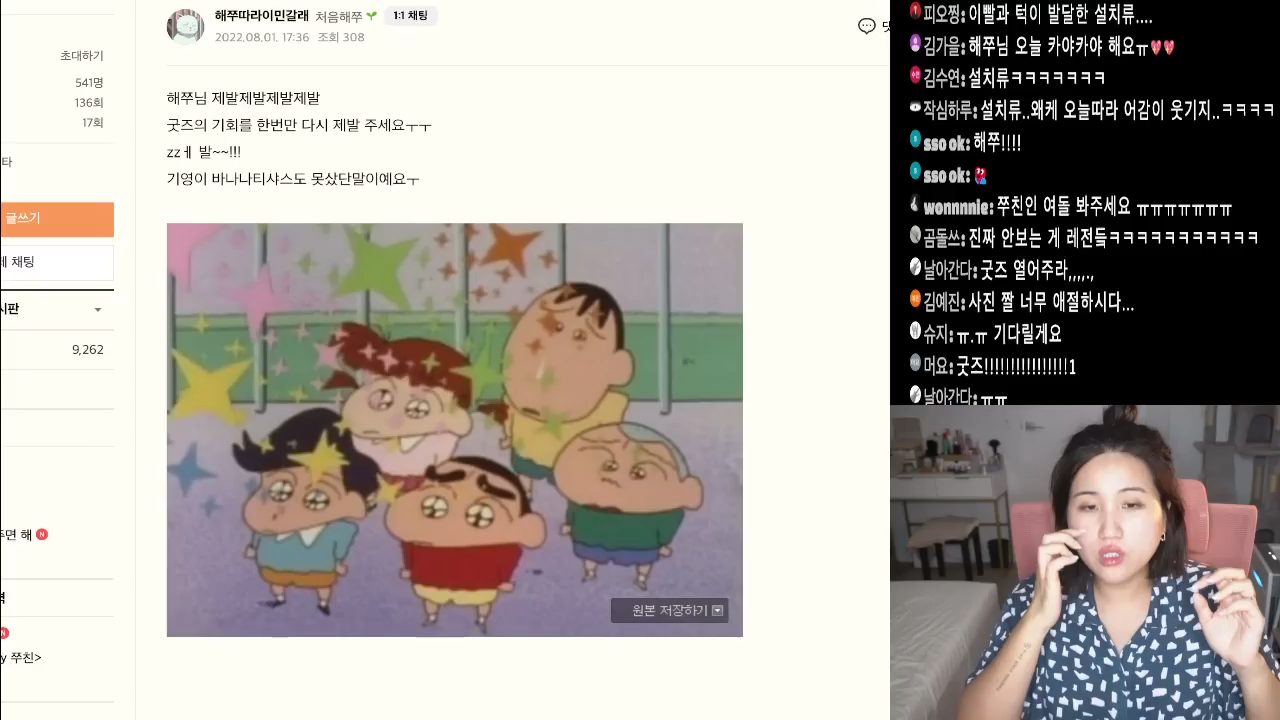 초대하기
541명
136회
17회
타
글쓰기
체 채팅
시판
9,262
주면 해 N
력
N
y 쭈친>
해쭈따라이민갈래 처음해쭈 1:1 채팅
2022.08.01. 17:36 조회 308
댓
해쭈님 제발제발제발제발
굿즈의 기회를 한번만 다시 제발 주세요ㅜㅜ
zzㅔ 발~~!!!
기영이 바나나티샤스도 못샀단말이예요ㅜ
원본 저장하기
피오찡: 이빨과 턱이 발달한 설치류....
김가을: 해쭈님 오늘 카야카야 해요ㅠ
김수연: 설치류ㅋㅋㅋㅋㅋㅋㅋ
작심하루: 설치류..왜케 오늘따라 어감이 웃기지..ㅋㅋㅋㅋ
sso ok: 해쭈!!!!
sso ok:
wonnnnie: 쭈친인 여돌 봐주세요 ㅠㅠㅠㅠㅠㅠㅠ
곰돌쓰: 진짜 안보는 게 레전듴ㅋㅋㅋㅋㅋㅋㅋㅋㅋㅋㅋ
날아간다: 굿즈 열어주라,,,,.,
김예진: 사진 짤 너무 애절하시다...
슈지: ㅠ.ㅠ 기다릴게요
머요: 굿즈!!!!!!!!!!!!!!!!1
날아간다: ㅠㅠ